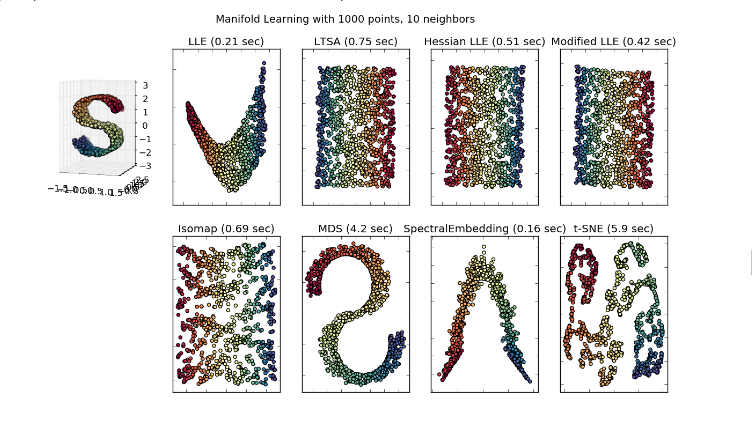 Manifold Learning with 1000 points, 10 neighbors
LLE (0.21 sec)
LTSA (0.75 sec)
Hessian LLE (0.51 sec)
Modified LLE (0.42 sec)
3
2
1
0
−1
−2
−3
Isomap (0.69 sec)
MDS (4.2 sec)
SpectralEmbedding (0.16 sec)
t-SNE (5.9 sec)